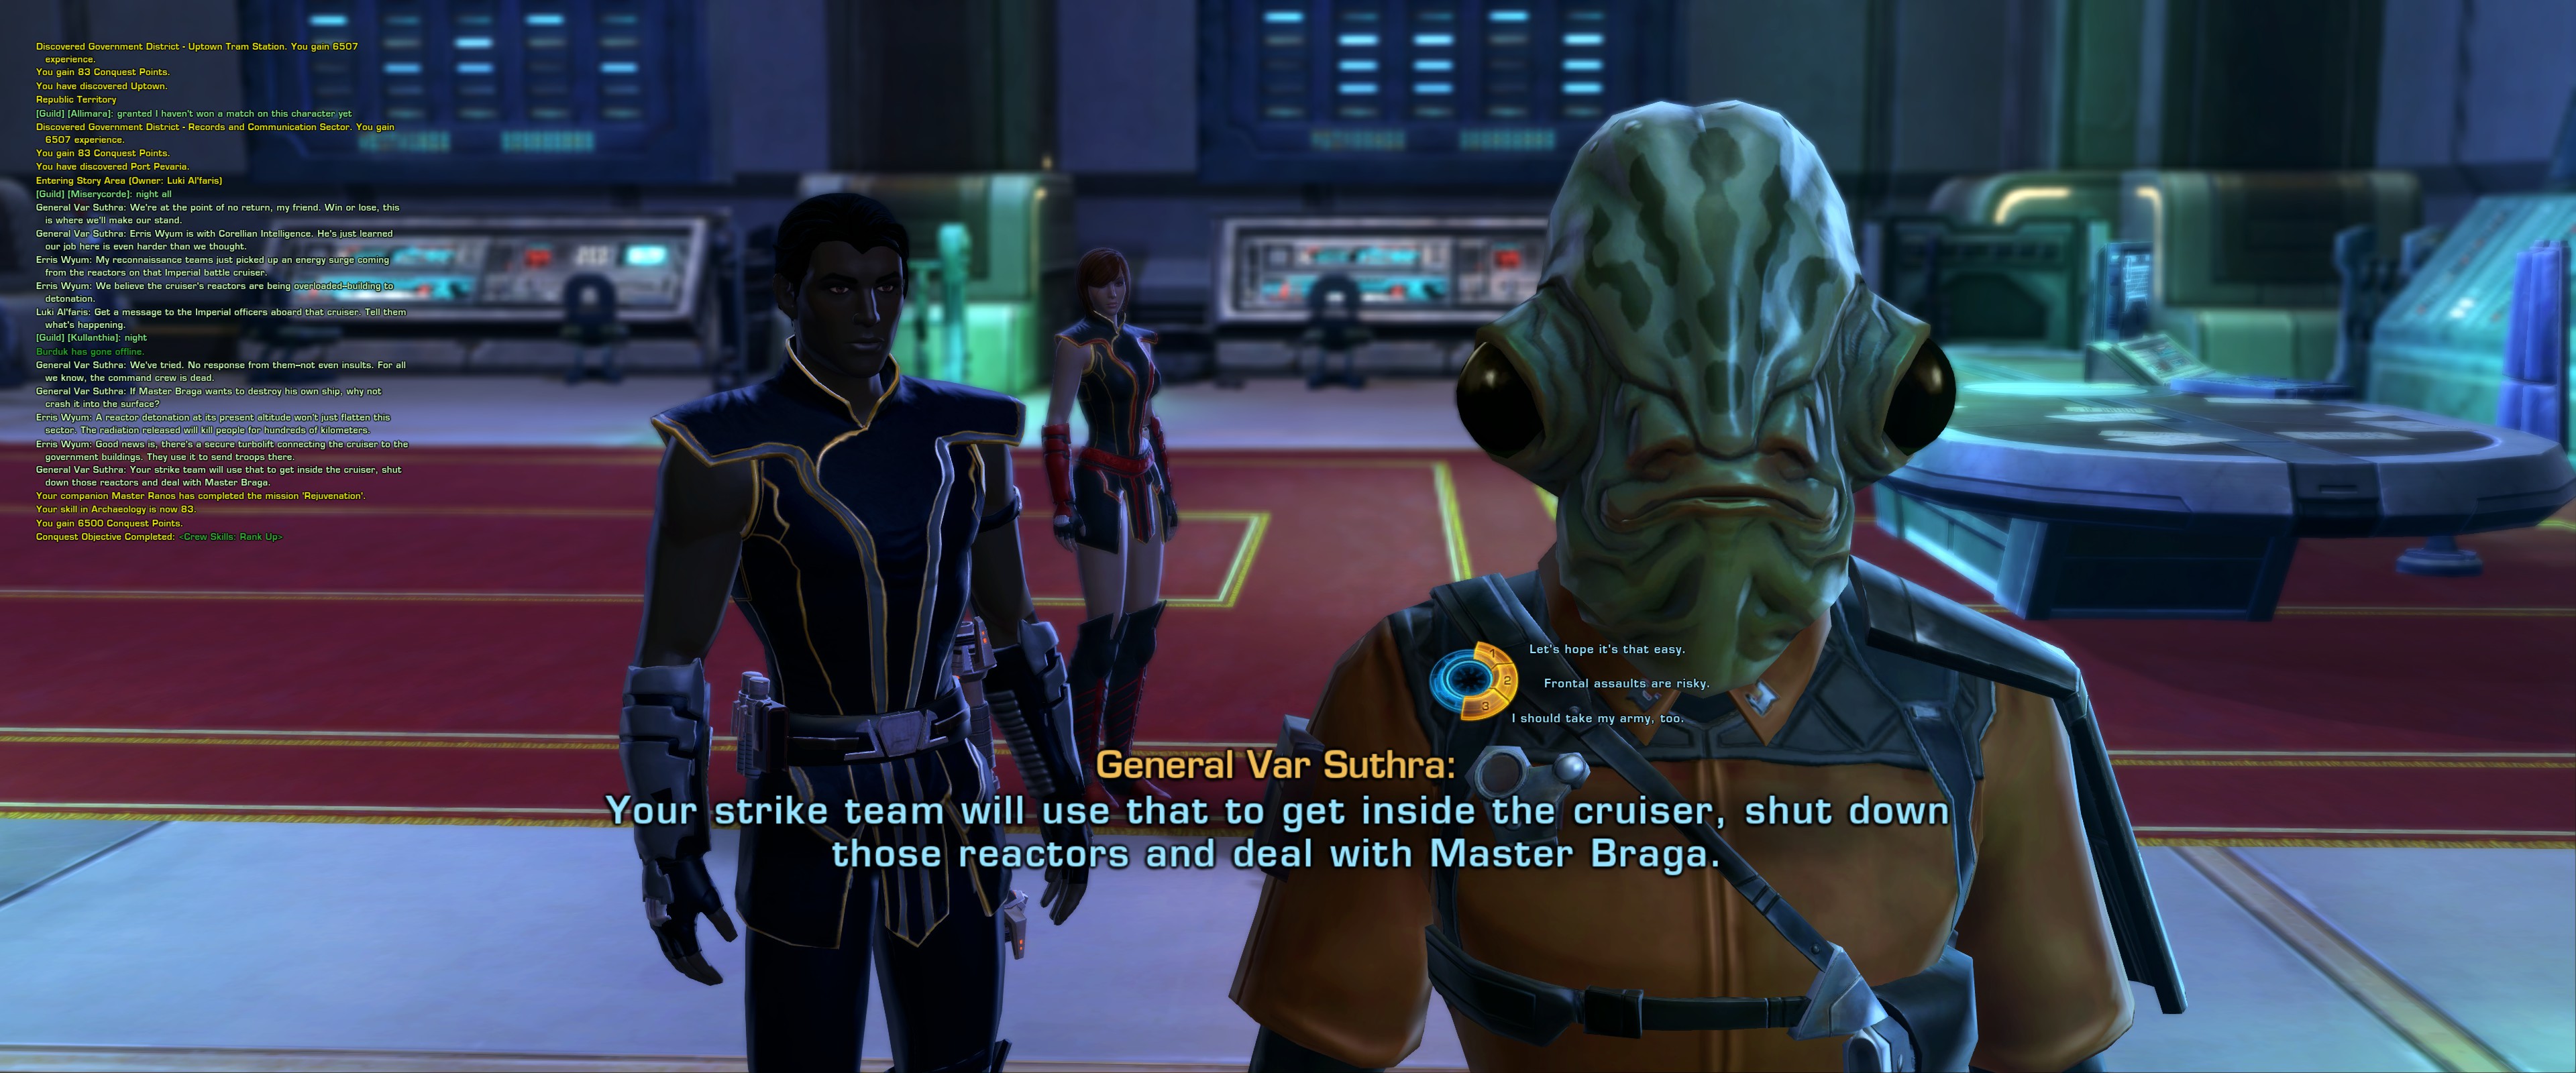 Discovered Government District - Uptown Tram Station. You gain 6507
experience.
You gain 83 Conquest Points.
You have discovered Uptown.
Republic Territory
[Guild] [Allimara]: granted I haven't won a match on this character yet
Discovered Government District - Records and Communication Sector. You gain
6507 experience.
You gain 83 Conquest Points.
You have discovered Port Pevaria.
Entering Story Area (Owner: Luki Al'faris)
[Guild] [Miserycorde]: night all
General Var Suthra: We're at the point of no return, my friend. Win or lose, this
is where we'll make our stand.
General Var Suthra: Erris Wyum is with Corellian Intelligence. He's just learned
our job here is even harder than we thought.
Erris Wyum: My reconnaissance teams just picked up an energy surge coming
from the reactors on that Imperial battle cruiser.
Erris Wyum: We believe the cruiser's reactors are being overloaded–building to
detonation.
Luki Al'faris: Get a message to the Imperial officers aboard that cruiser. Tell them
what's happening.
[Guild] [Kullanthia]: night
Burduk has gone offline.
General Var Suthra: We've tried. No response from them–not even insults. For all
we know, the command crew is dead.
General Var Suthra: If Master Braga wants to destroy his own ship, why not
crash it into the surface?
Erris Wyum: A reactor detonation at its present altitude won't just flatten this
sector. The radiation released will kill people for hundreds of kilometers.
Erris Wyum: Good news is, there's a secure turbolift connecting the cruiser to the
government buildings. They use it to send troops there.
General Var Suthra: Your strike team will use that to get inside the cruiser, shut
down those reactors and deal with Master Braga.
Your companion Master Ranos has completed the mission 'Rejuvenation'.
Your skill in Archaeology is now 83.
You gain 6500 Conquest Points.
Conquest Objective Completed: <Crew Skills: Rank Up>
1 Let's hope it's that easy.
2 Frontal assaults are risky.
3 I should take my army, too.
General Var Suthra:
Your strike team will use that to get inside the cruiser, shut down
those reactors and deal with Master Braga.